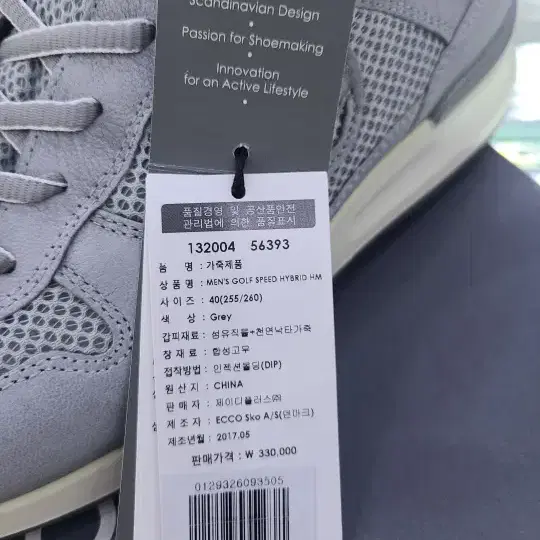 Scandinavian Design
•
Passion for Shoemaking
•
Innovation
for an Active Lifestyle
•
품질경영 및 공산품안전
관리법에 의한 품질표시
132004 56393
품 명 : 가죽제품
상 품 명 : MEN'S GOLF SPEED HYBRID HM
사 이 즈 : 40(255/260)
색 상 : Grey
갑피재료 : 섬유직물+천연낙타가죽
창 재 료 : 합성고무
접착방법 : 인젝션몰딩(DIP)
원 산 지 : CHINA
판 매 자 : 제이디플러스㈜
제 조 자 : ECCO Sko A/S(덴마크)
제조년월 : 2017.05
판매가격 : ₩ 330,000
0129326093505